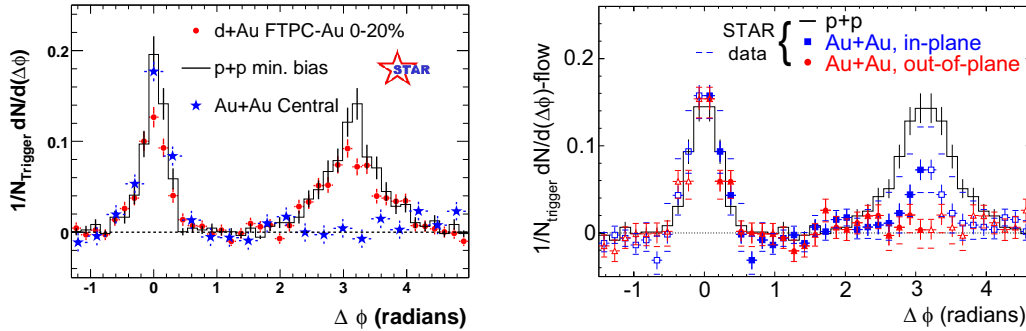 d+Au FTPC-Au 0-20%
p+p min. bias
STAR
Au+Au Central
1/N_Trigger dN/d(Δϕ)
0.2
0.1
0
-1 0 1 2 3 4
Δ ϕ (radians)
STAR data { p+p
Au+Au, in-plane
Au+Au, out-of-plane
1/N_trigger dN/d(Δϕ)-flow
0.2
0.1
0
-1 0 1 2 3 4
Δ ϕ (radians)